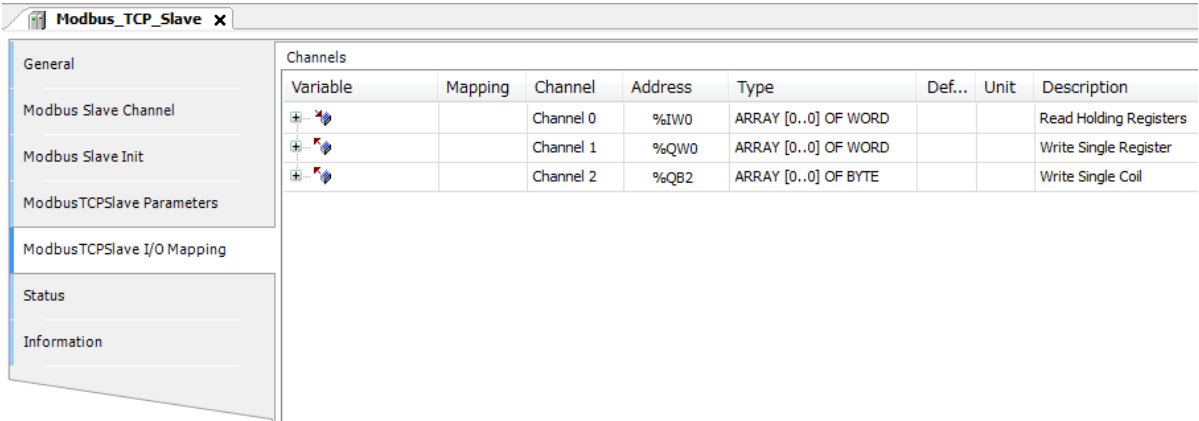 Modbus_TCP_Slave X
General
Modbus Slave Channel
Modbus Slave Init
ModbusTCPSlave Parameters
ModbusTCPSlave I/O Mapping
Status
Information
Channels
Variable Mapping Channel Address Type Def... Unit Description
Channel 0 %IW0 ARRAY [0..0] OF WORD Read Holding Registers
Channel 1 %QW0 ARRAY [0..0] OF WORD Write Single Register
Channel 2 %QB2 ARRAY [0..0] OF BYTE Write Single Coil